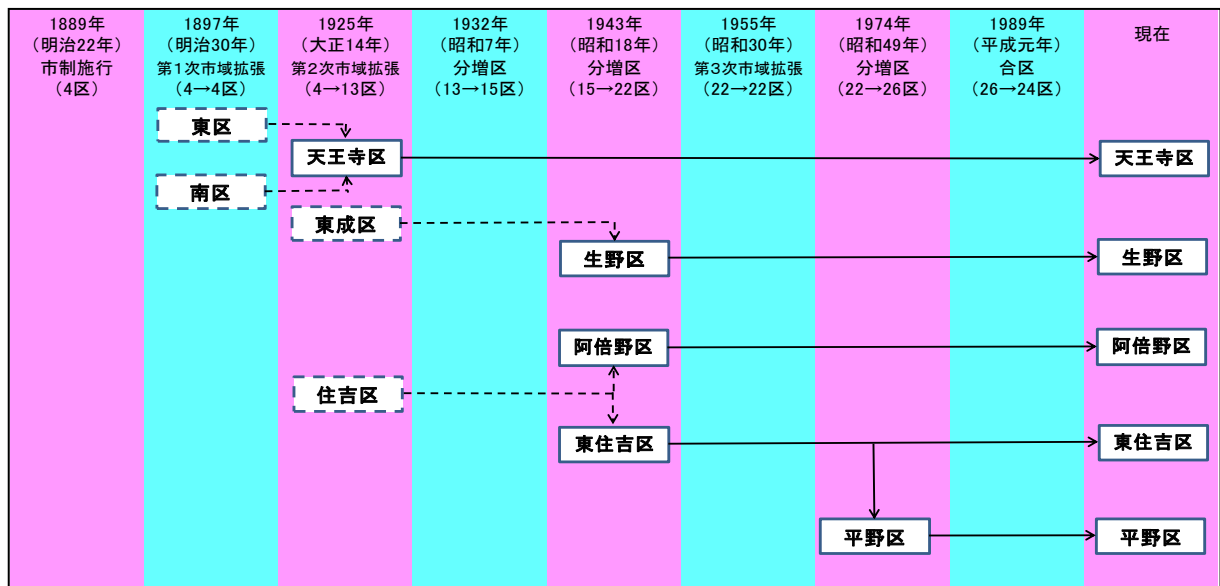 1889年
（明治22年）
市制施行
（4区）
1897年
（明治30年）
第1次市域拡張
（4→4区）
1925年
（大正14年）
第2次市域拡張
（4→13区）
1932年
（昭和7年）
分増区
（13→15区）
1943年
（昭和18年）
分増区
（15→22区）
1955年
（昭和30年）
第3次市域拡張
（22→22区）
1974年
（昭和49年）
分増区
（22→26区）
1989年
（平成元年）
合区
（26→24区）
現在
東区
天王寺区
天王寺区
南区
東成区
生野区
生野区
阿倍野区
阿倍野区
住吉区
東住吉区
東住吉区
平野区
平野区